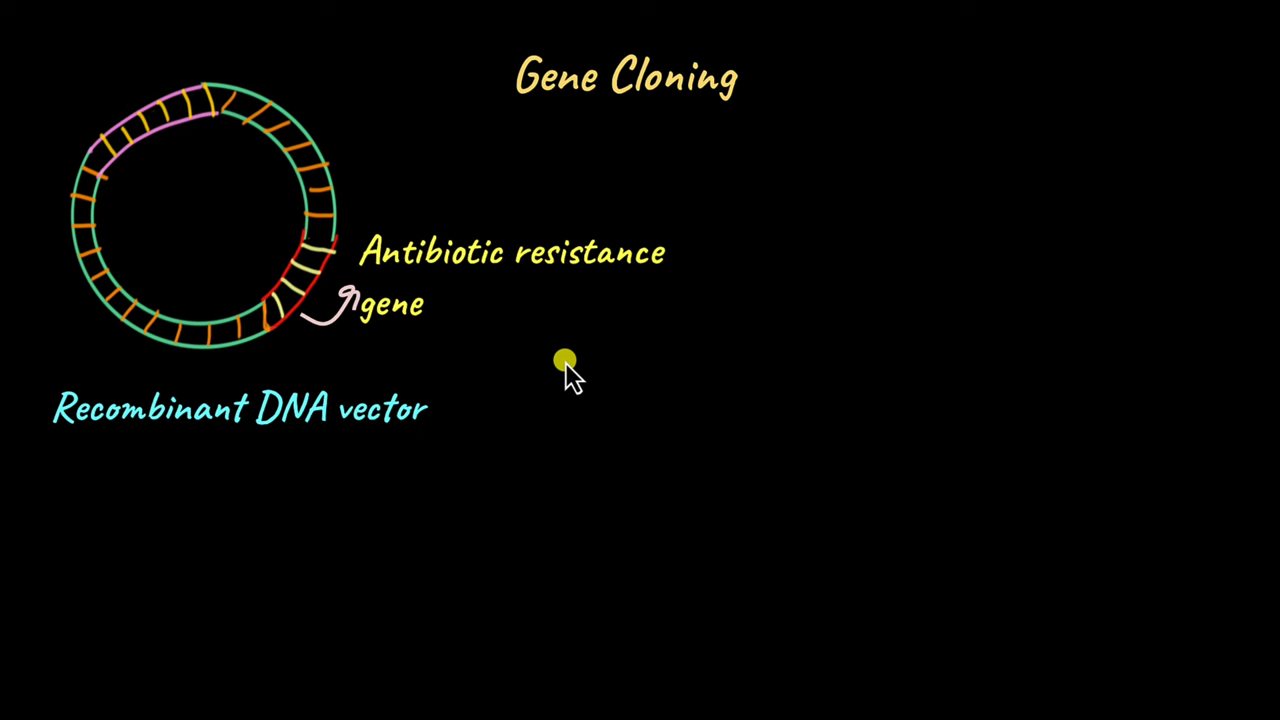 Gene Cloning
Antibiotic resistance
gene
Recombinant DNA vector